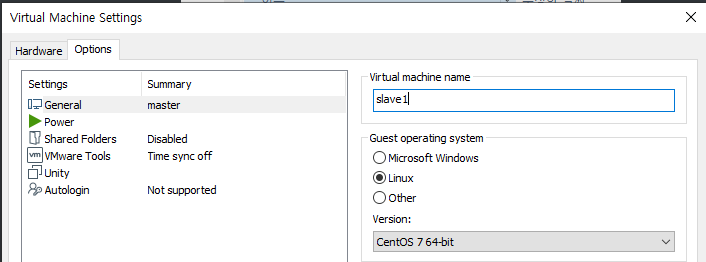 Virtual Machine Settings
Hardware Options
Settings Summary
General master
Power
Shared Folders Disabled
vm VMware Tools Time sync off
Unity
Autologin Not supported
Virtual machine name
slave1
Guest operating system
Microsoft Windows
Linux
Other
Version:
CentOS 7 64-bit